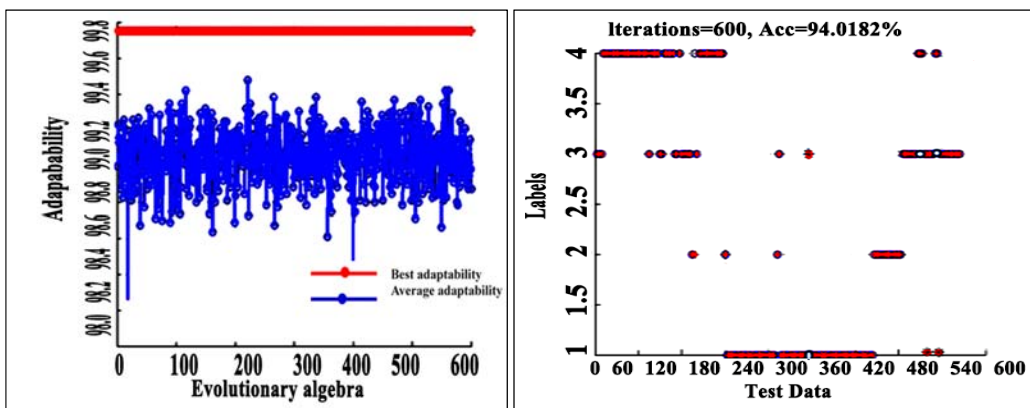 99.8
99.6
99.4
99.2
99.0
98.8
98.6
98.4
98.2
98.0
Adapabability
Best adaptability
Average adaptability
0 100 200 300 400 500 600
Evolutionary algebra
Iterations=600, Acc=94.0182%
4
3.5
3
2.5
2
1.5
1
Labels
0 60 120 180 240 300 360 420 480 540 600
Test Data